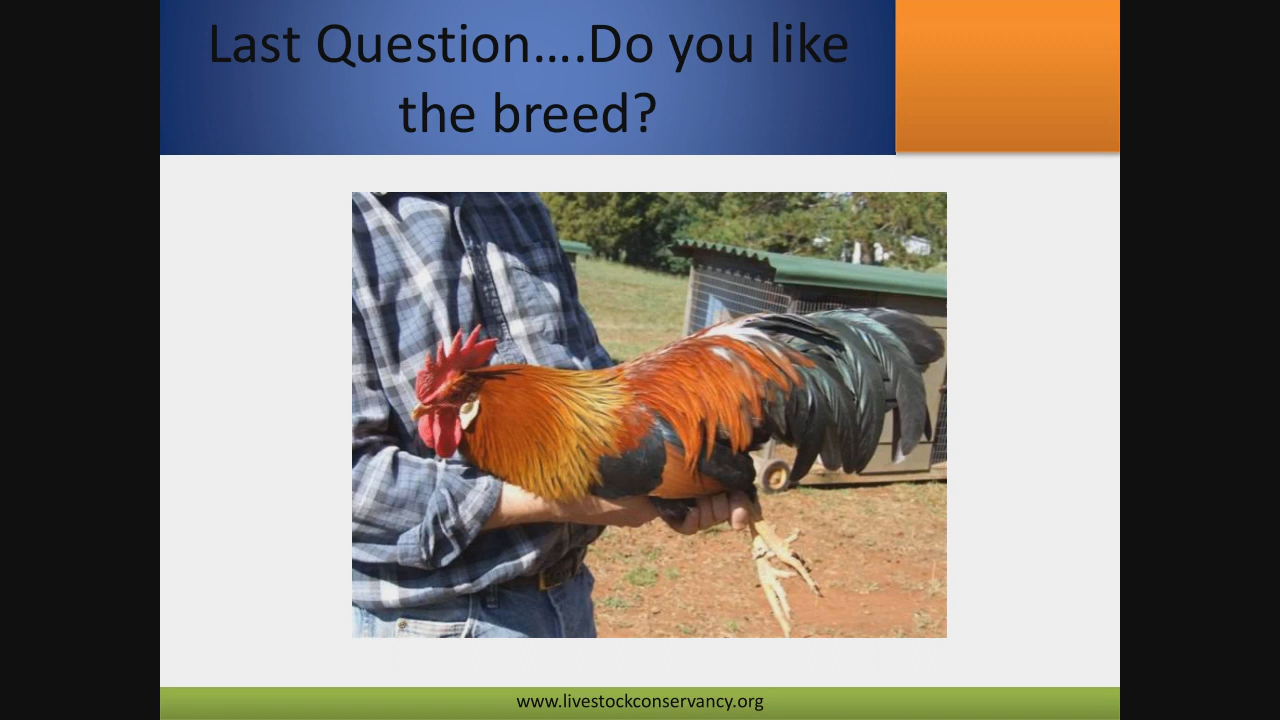 Last Question....Do you like
the breed?
www.livestockconservancy.org